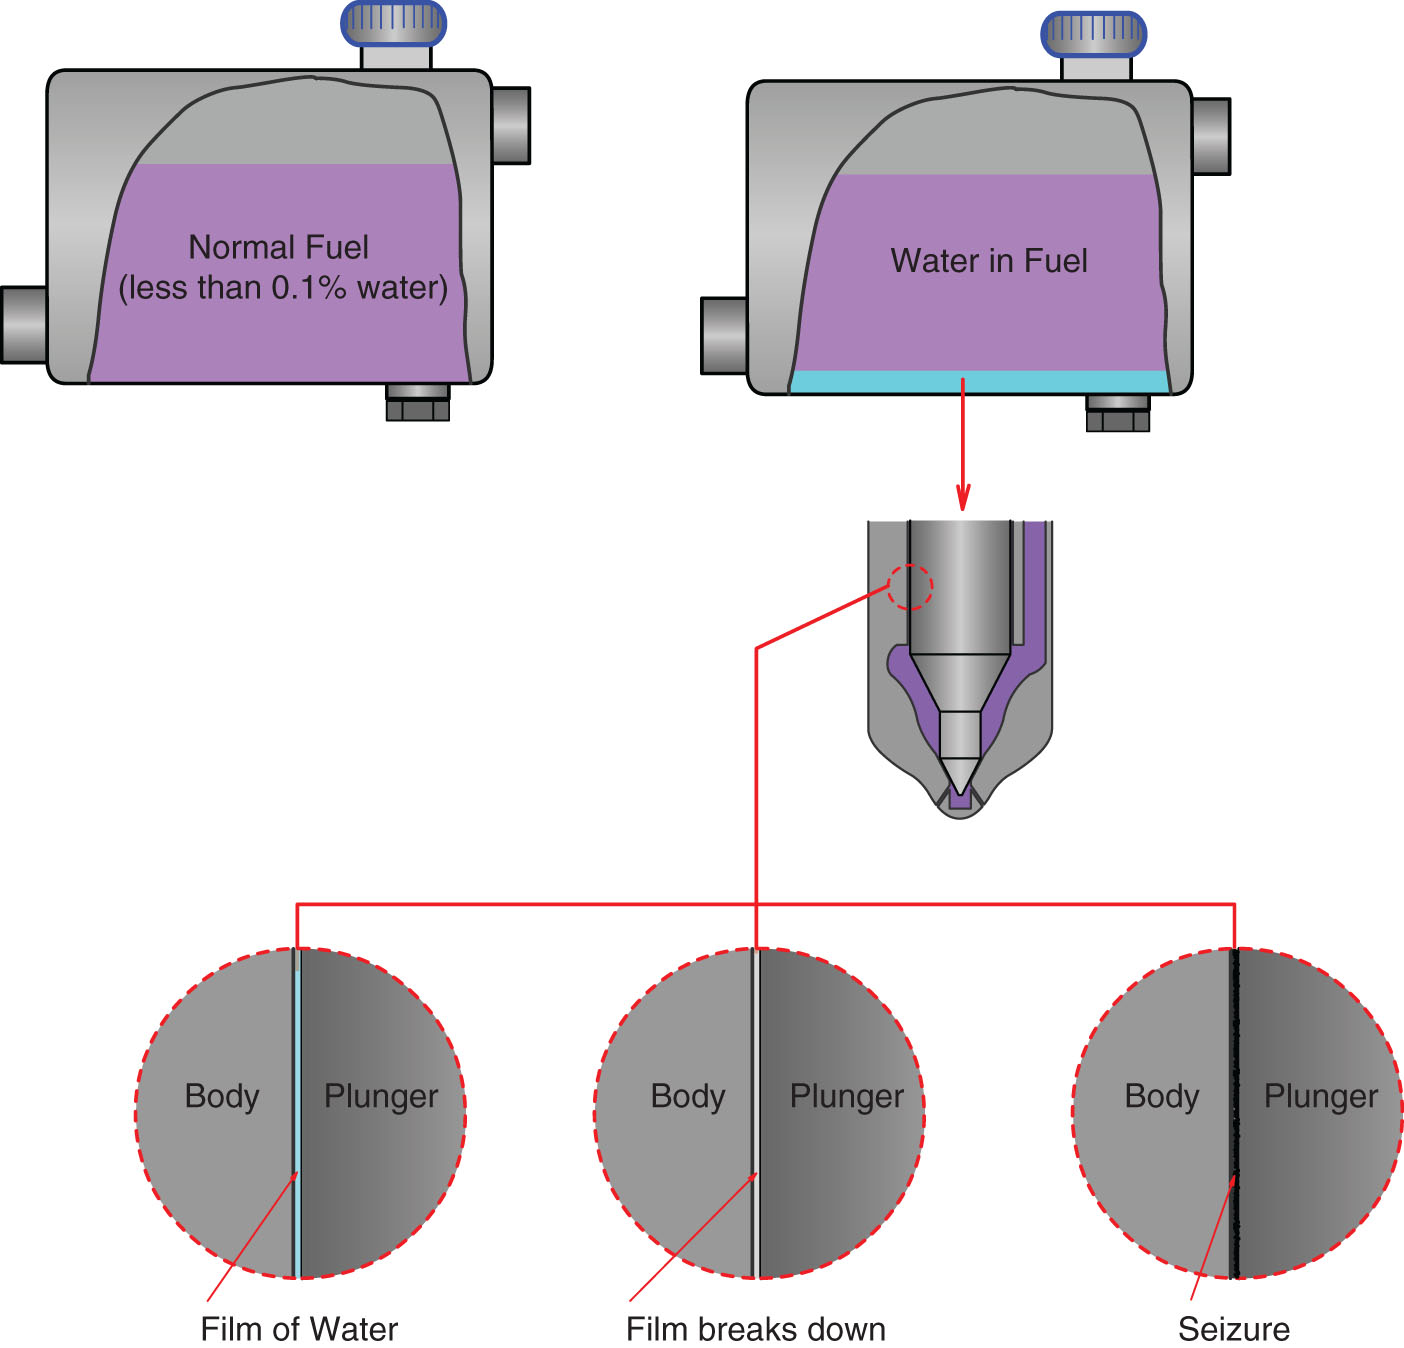 Normal Fuel
(less than 0.1% water)
Water in Fuel
Body
Plunger
Body
Plunger
Body
Plunger
Film of Water
Film breaks down
Seizure